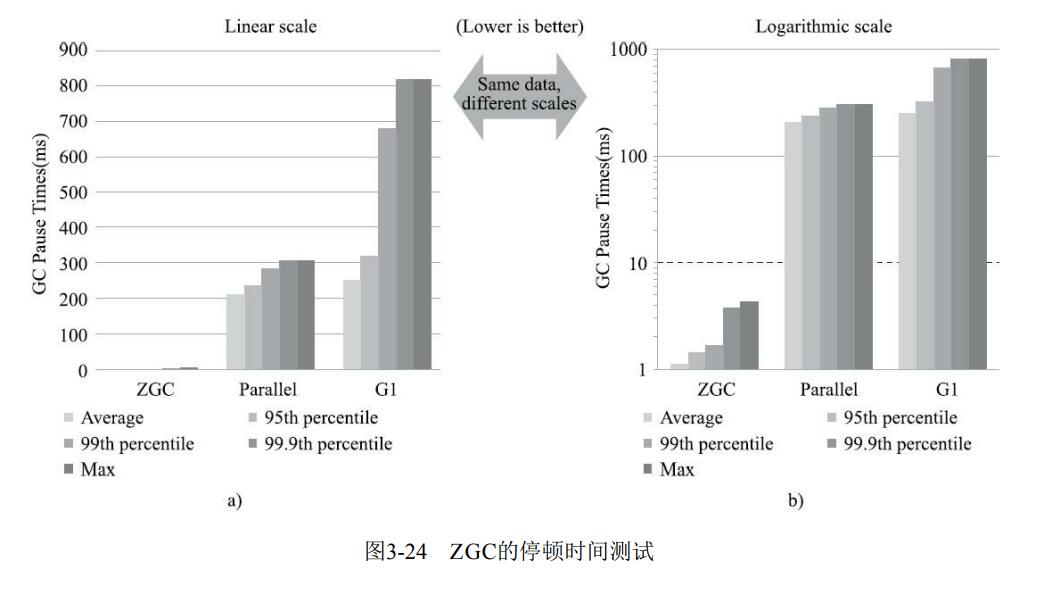 Linear scale
(Lower is better)
Logarithmic scale
900
800
700
600
500
400
300
200
100
0
GC Pause Times(ms)
ZGC
Parallel
G1
Average
95th percentile
99th percentile
99.9th percentile
Max
a)
Same data,
different scales
1000
100
10
1
GC Pause Times(ms)
ZGC
Parallel
G1
Average
95th percentile
99th percentile
99.9th percentile
Max
b)
图3-24 ZGC的停顿时间测试